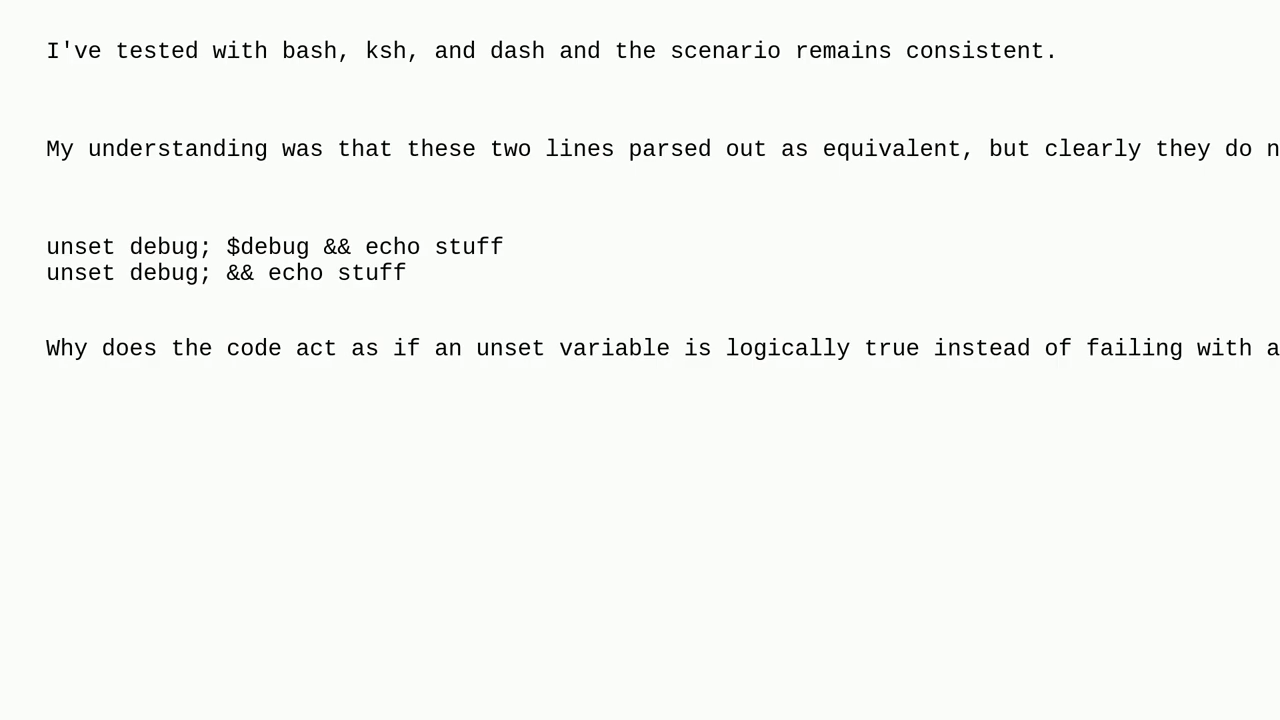 I've tested with bash, ksh, and dash and the scenario remains consistent.
My understanding was that these two lines parsed out as equivalent, but clearly they do n
unset debug; $debug && echo stuff
unset debug; && echo stuff
Why does the code act as if an unset variable is logically true instead of failing with a